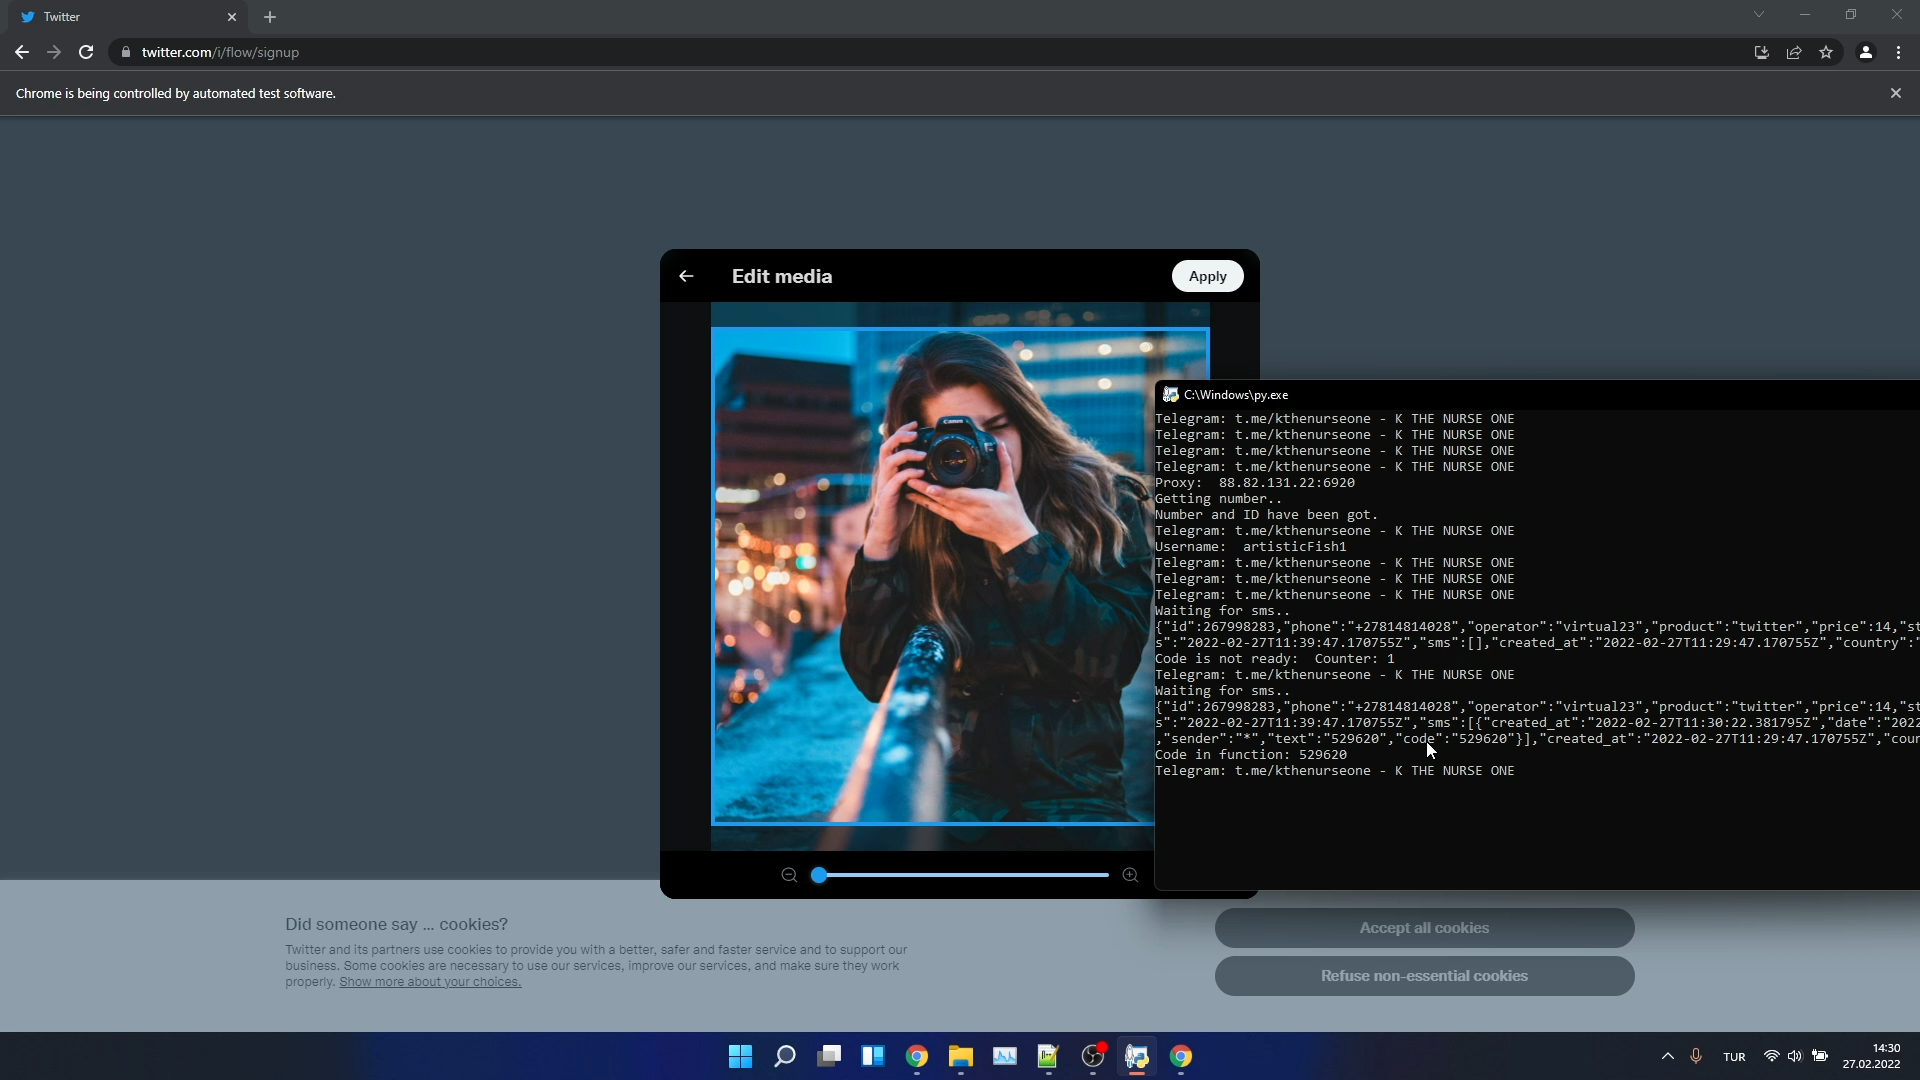 Twitter
twitter.com/i/flow/signup
Chrome is being controlled by automated test software.
Edit media
Apply
Canon
C:\Windows\py.exe
Telegram: t.me/kthenurseone - K THE NURSE ONE
Telegram: t.me/kthenurseone - K THE NURSE ONE
Telegram: t.me/kthenurseone - K THE NURSE ONE
Telegram: t.me/kthenurseone - K THE NURSE ONE
Proxy:  88.82.131.22:6920
Getting number..
Number and ID have been got.
Telegram: t.me/kthenurseone - K THE NURSE ONE
Username:  artisticFish1
Telegram: t.me/kthenurseone - K THE NURSE ONE
Telegram: t.me/kthenurseone - K THE NURSE ONE
Telegram: t.me/kthenurseone - K THE NURSE ONE
Waiting for sms..
{"id":267998283,"phone":"+27814814028","operator":"virtual23","product":"twitter","price":14,"st
s":"2022-02-27T11:39:47.170755Z","sms":[],"created_at":"2022-02-27T11:29:47.170755Z","country":"
Code is not ready:  Counter: 1
Telegram: t.me/kthenurseone - K THE NURSE ONE
Waiting for sms..
{"id":267998283,"phone":"+27814814028","operator":"virtual23","product":"twitter","price":14,"st
s":"2022-02-27T11:39:47.170755Z","sms":[{"created_at":"2022-02-27T11:30:22.381795Z","date":"2022
,"sender":"*","text":"529620","code":"529620"}],"created_at":"2022-02-27T11:29:47.170755Z","coun
Code in function: 529620
Telegram: t.me/kthenurseone - K THE NURSE ONE
Did someone say ... cookies?
Twitter and its partners use cookies to provide you with a better, safer and faster service and to support our
business. Some cookies are necessary to use our services, improve our services, and make sure they work
properly. Show more about your choices.
Accept all cookies
Refuse non-essential cookies
TUR
14:30
27.02.2022